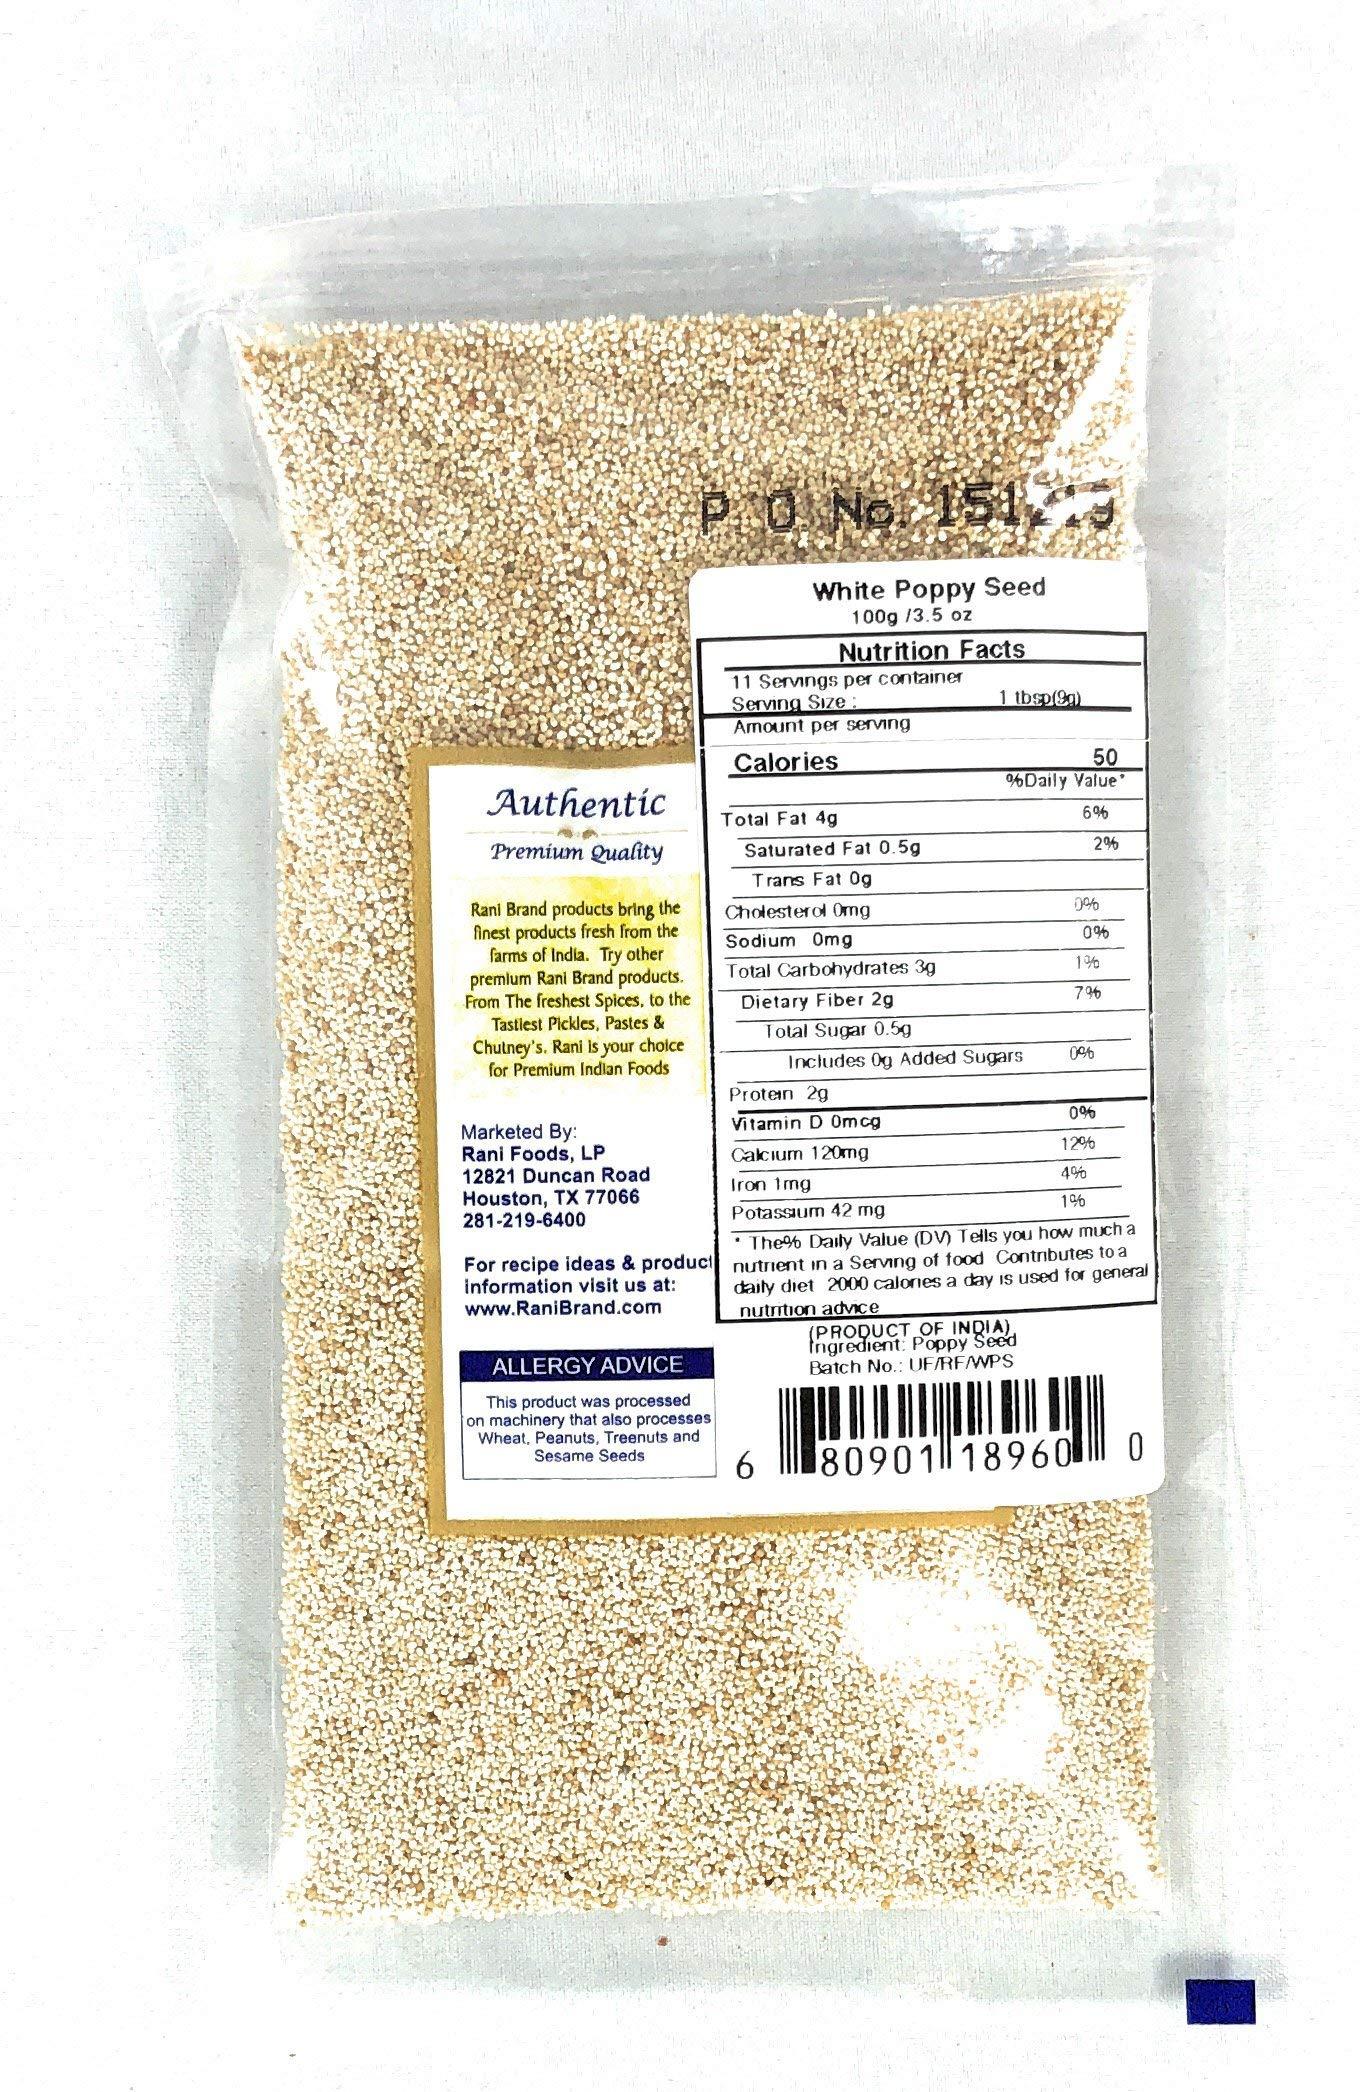 P.O. No.
White Poppy Seed
100g /3.5 oz
Nutrition Facts
11 Servings per container
Serving Size : 1 tbsp(9g)
Amount per serving
Calories 50
%Daily Value*
Total Fat 4g 6%
Saturated Fat 0.5g 2%
Trans Fat 0g
Cholesterol 0mg 0%
Sodium 0mg 0%
Total Carbohydrates 3g 1%
Dietary Fiber 2g 7%
Total Sugar 0.5g
Includes 0g Added Sugars 0%
Protein 2g
Vitamin D 0mcg 0%
Calcium 120mg 12%
Iron 1mg 4%
Potassium 42 mg 1%
* The% Daily Value (DV) Tells you how much a
nutrient in a Serving of food Contributes to a
daily diet 2000 calories a day is used for general
nutrition advice
(PRODUCT OF INDIA)
Ingredient: Poppy Seed
Batch No.: UF/RF/WPS
6 80901 18960 0
Authentic
Premium Quality
Rani Brand products bring the
finest products fresh from the
farms of India. Try other
premium Rani Brand products.
From The freshest Spices, to the
Tastiest Pickles, Pastes &
Chutney's. Rani is your choice
for Premium Indian Foods
Marketed By:
Rani Foods, LP
12821 Duncan Road
Houston, TX 77066
281-219-6400
For recipe ideas & product
information visit us at:
www.RaniBrand.com
ALLERGY ADVICE
This product was processed
on machinery that also processes
Wheat, Peanuts, Treenuts and
Sesame Seeds